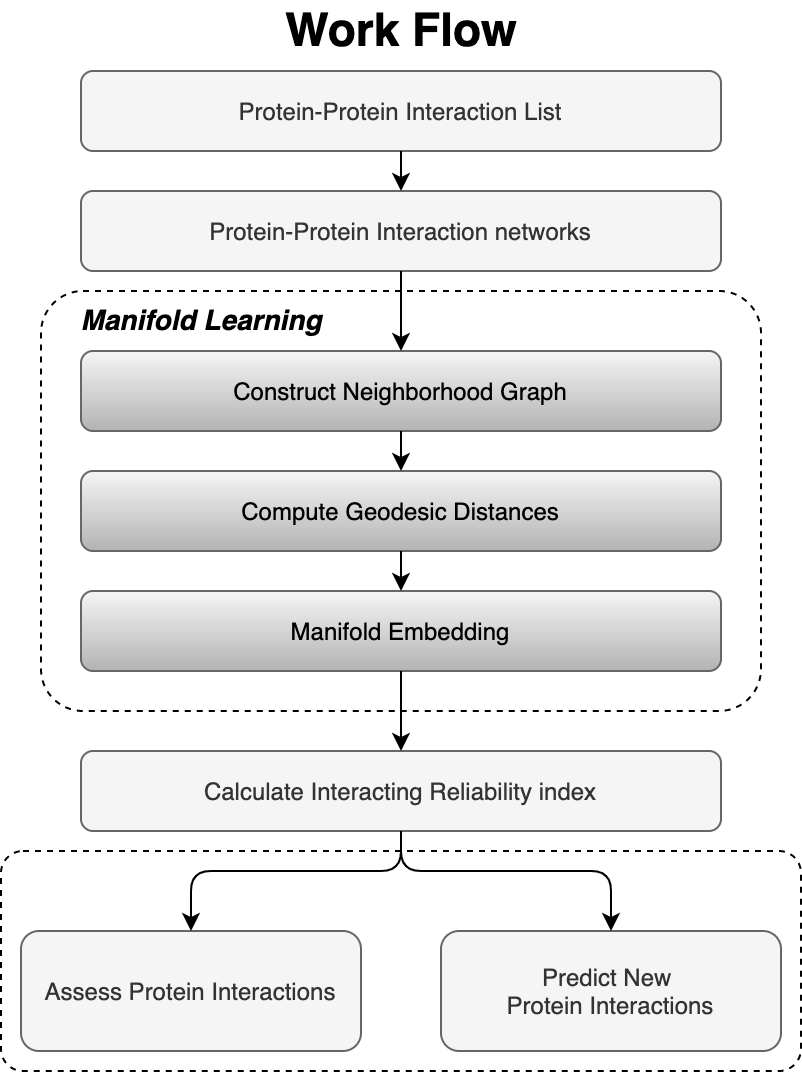 Work Flow
Protein-Protein Interaction List
Protein-Protein Interaction networks
Manifold Learning
Construct Neighborhood Graph
Compute Geodesic Distances
Manifold Embedding
Calculate Interacting Reliability index
Assess Protein Interactions
Predict New
Protein Interactions